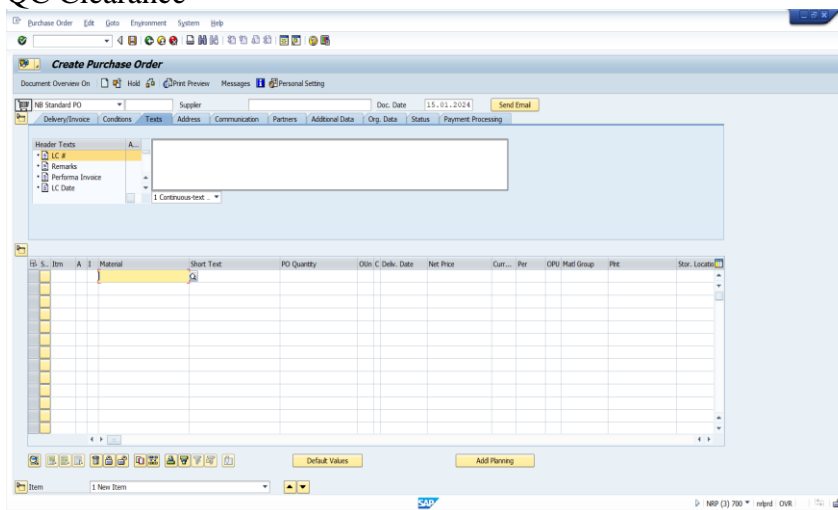 QC Clearance
Purchase Order Edit Goto Environment System Help
Create Purchase Order
Document Overview On Hold Print Preview Messages Personal Setting
NB Standard PO Supplier Doc. Date 15.01.2024 Send Email
Delivery/Invoice Conditions Texts Address Communication Partners Additional Data Org. Data Status Payment Processing
Header Texts A...
LC #
Remarks
Performa Invoice
LC Date
1 Continuous-text ..
S.. Itm A I Material Short Text PO Quantity OUn C Deliv. Date Net Price Curr... Per OPU Matl Group Plnt Stor. Locatio
Default Values Add Planning
Item 1 New Item
SAP NRP (3) 700 nrlprd OVR